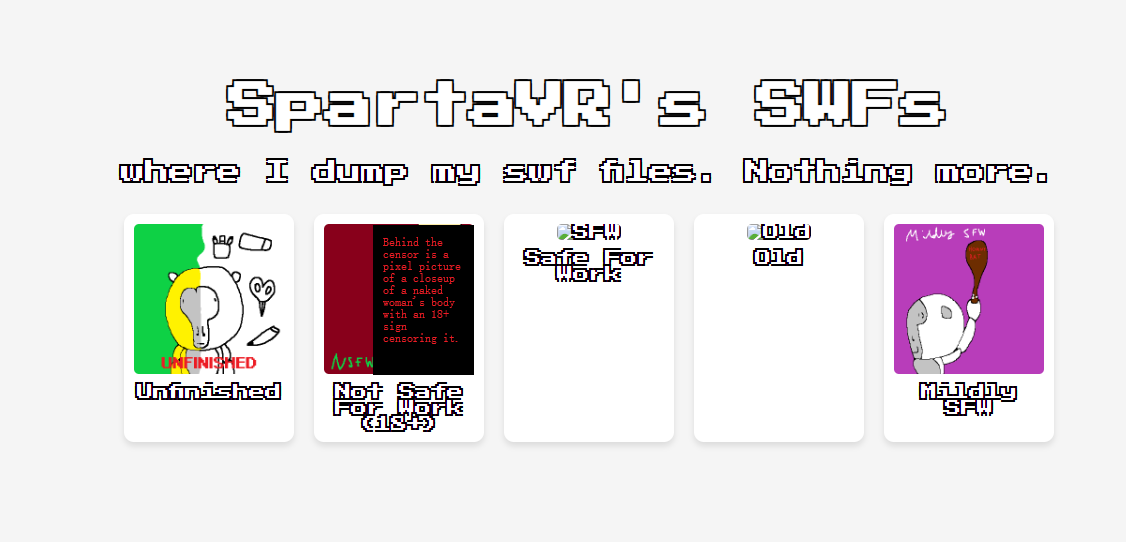 SpartaVR's SWFs
where I dump my swf files. Nothing more.
UNFINISHED
Unfinished
Behind the
censor is a
pixel picture
of a closeup
of a naked
woman's body
with an 18+
sign
censoring it.
NSFW
Not Safe
For Work
(18+)
SFW
Safe For
Work
Old
Old
Mildly SFW
Mildly
SFW